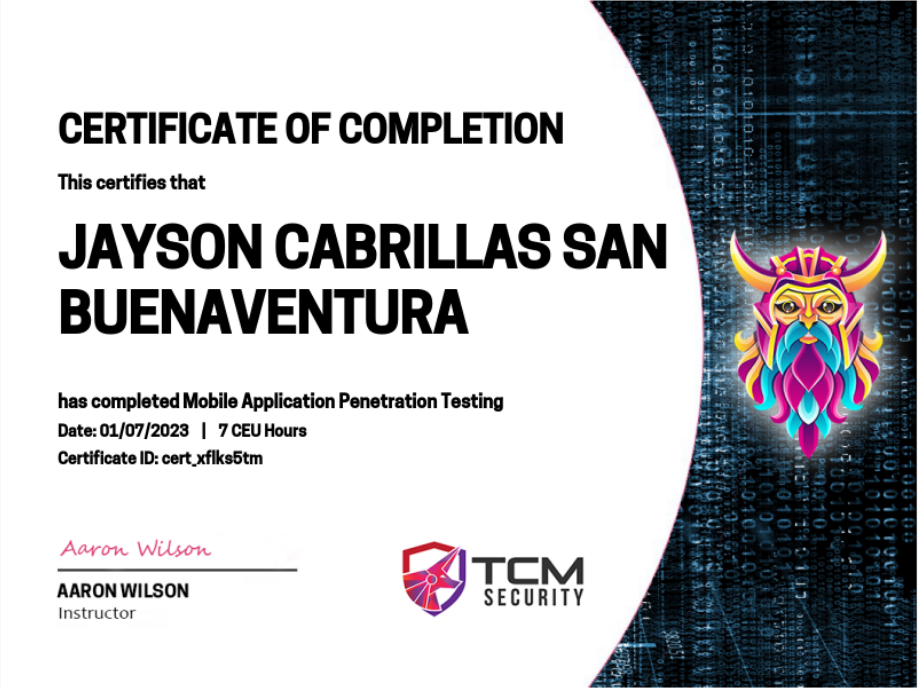 CERTIFICATE OF COMPLETION
This certifies that
JAYSON CABRILLAS SAN
BUENAVENTURA
has completed Mobile Application Penetration Testing
Date: 01/07/2023 | 7 CEU Hours
Certificate ID: cert_xflks5tm
Aaron Wilson
AARON WILSON
Instructor
TCM
SECURITY